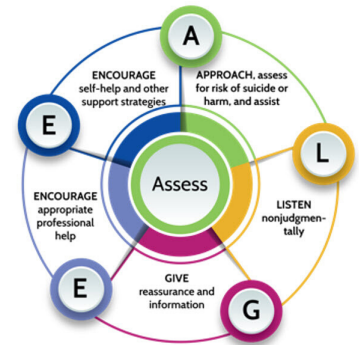 A
APPROACH, assess
for risk of suicide or
harm, and assist
L
LISTEN
nonjudgmen-
tally
G
GIVE
reassurance and
information
E
ENCOURAGE
appropriate
professional
help
E
ENCOURAGE
self-help and other
support strategies
Assess